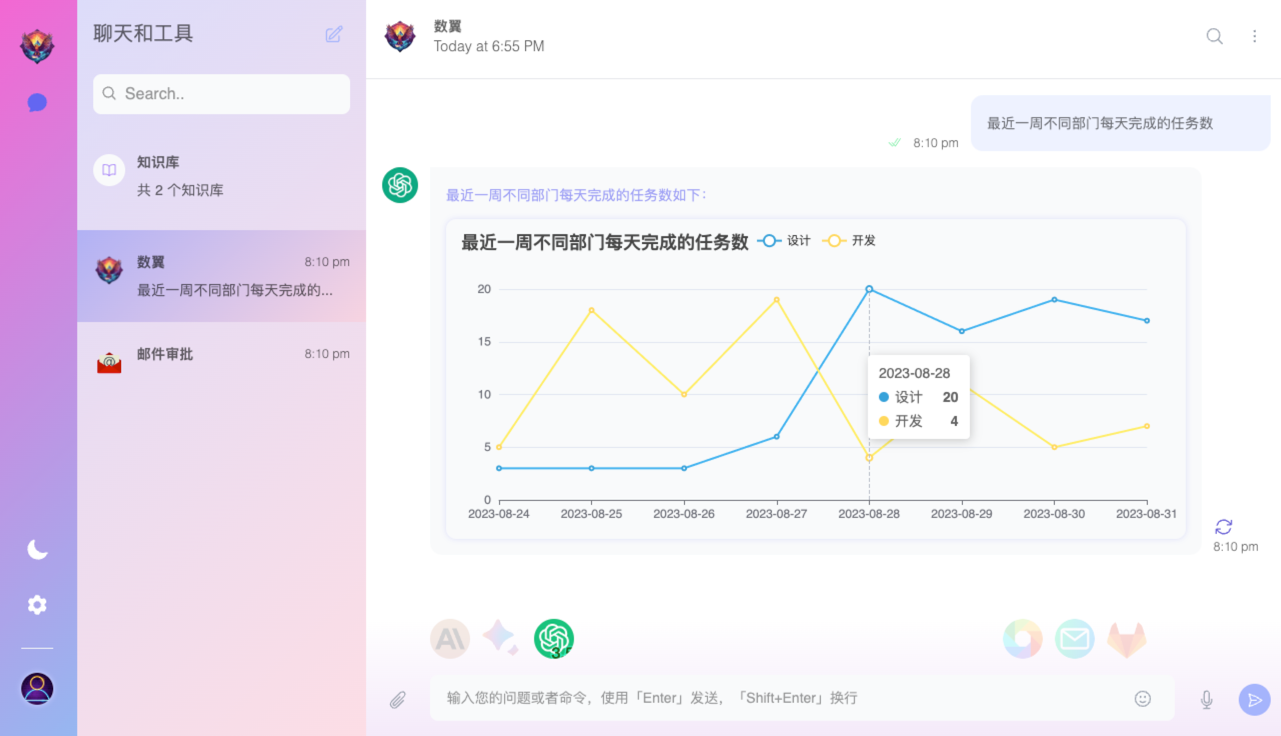 聊天和工具
Search..
知识库
共 2 个知识库
数翼
8:10 pm
最近一周不同部门每天完成的...
邮件审批
8:10 pm
数翼
Today at 6:55 PM
最近一周不同部门每天完成的任务数
8:10 pm
最近一周不同部门每天完成的任务数如下：
最近一周不同部门每天完成的任务数 设计 开发
20
15
10
5
0
2023-08-28
设计 20
开发 4
2023-08-24 2023-08-25 2023-08-26 2023-08-27 2023-08-28 2023-08-29 2023-08-30 2023-08-31
8:10 pm
AI
输入您的问题或者命令，使用「Enter」发送，「Shift+Enter」换行